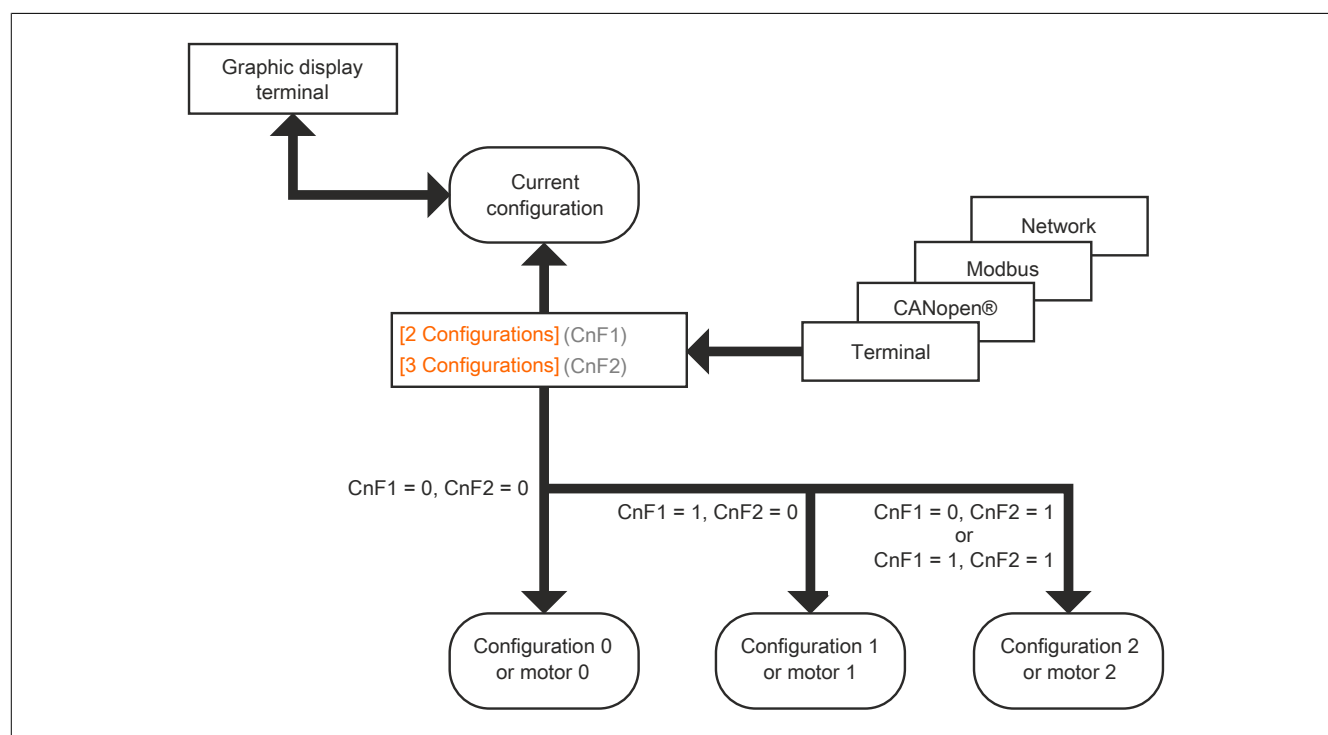 Graphic display
terminal
Current
configuration
Network
Modbus
CANopen®
Terminal
[2 Configurations] (CnF1)
[3 Configurations] (CnF2)
CnF1 = 0, CnF2 = 0
CnF1 = 1, CnF2 = 0
CnF1 = 0, CnF2 = 1
or
CnF1 = 1, CnF2 = 1
Configuration 0
or motor 0
Configuration 1
or motor 1
Configuration 2
or motor 2